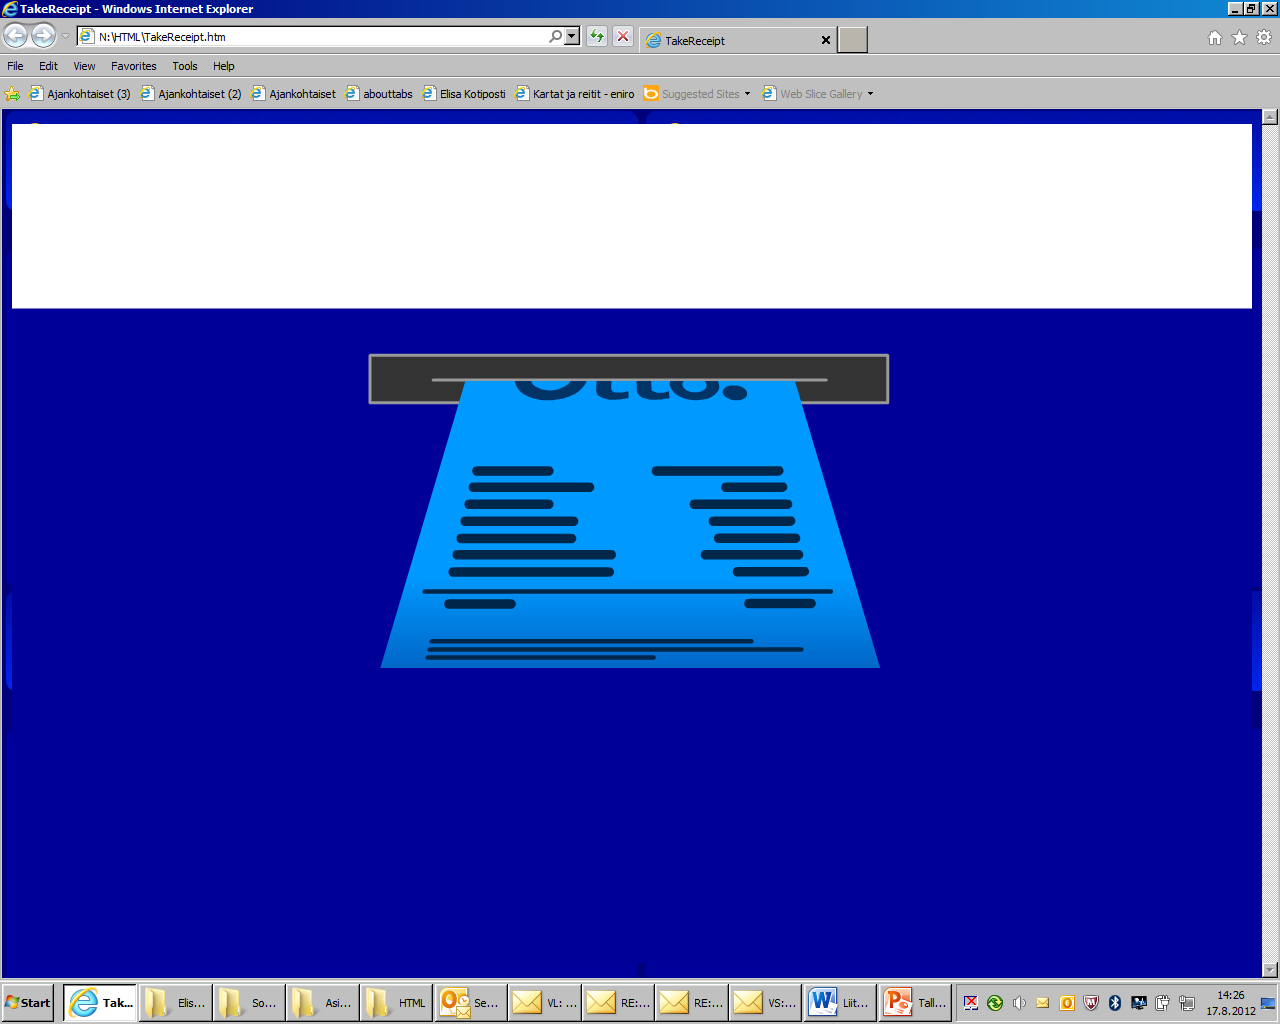 TakeReceipt - Windows Internet Explorer
N:\HTML\TakeReceipt.htm
TakeReceipt
File Edit View Favorites Tools Help
Ajankohtaiset (3) Ajankohtaiset (2) Ajankohtaiset abouttabs Elisa Kotiposti Kartat ja reitit - eniro Suggested Sites Web Slice Gallery
Otto.
Start Tak... Elis... So... Asi... HTML Se... VL: ... RE:... RE:... VS:... Liit... Tall...
14:26
17.8.2012